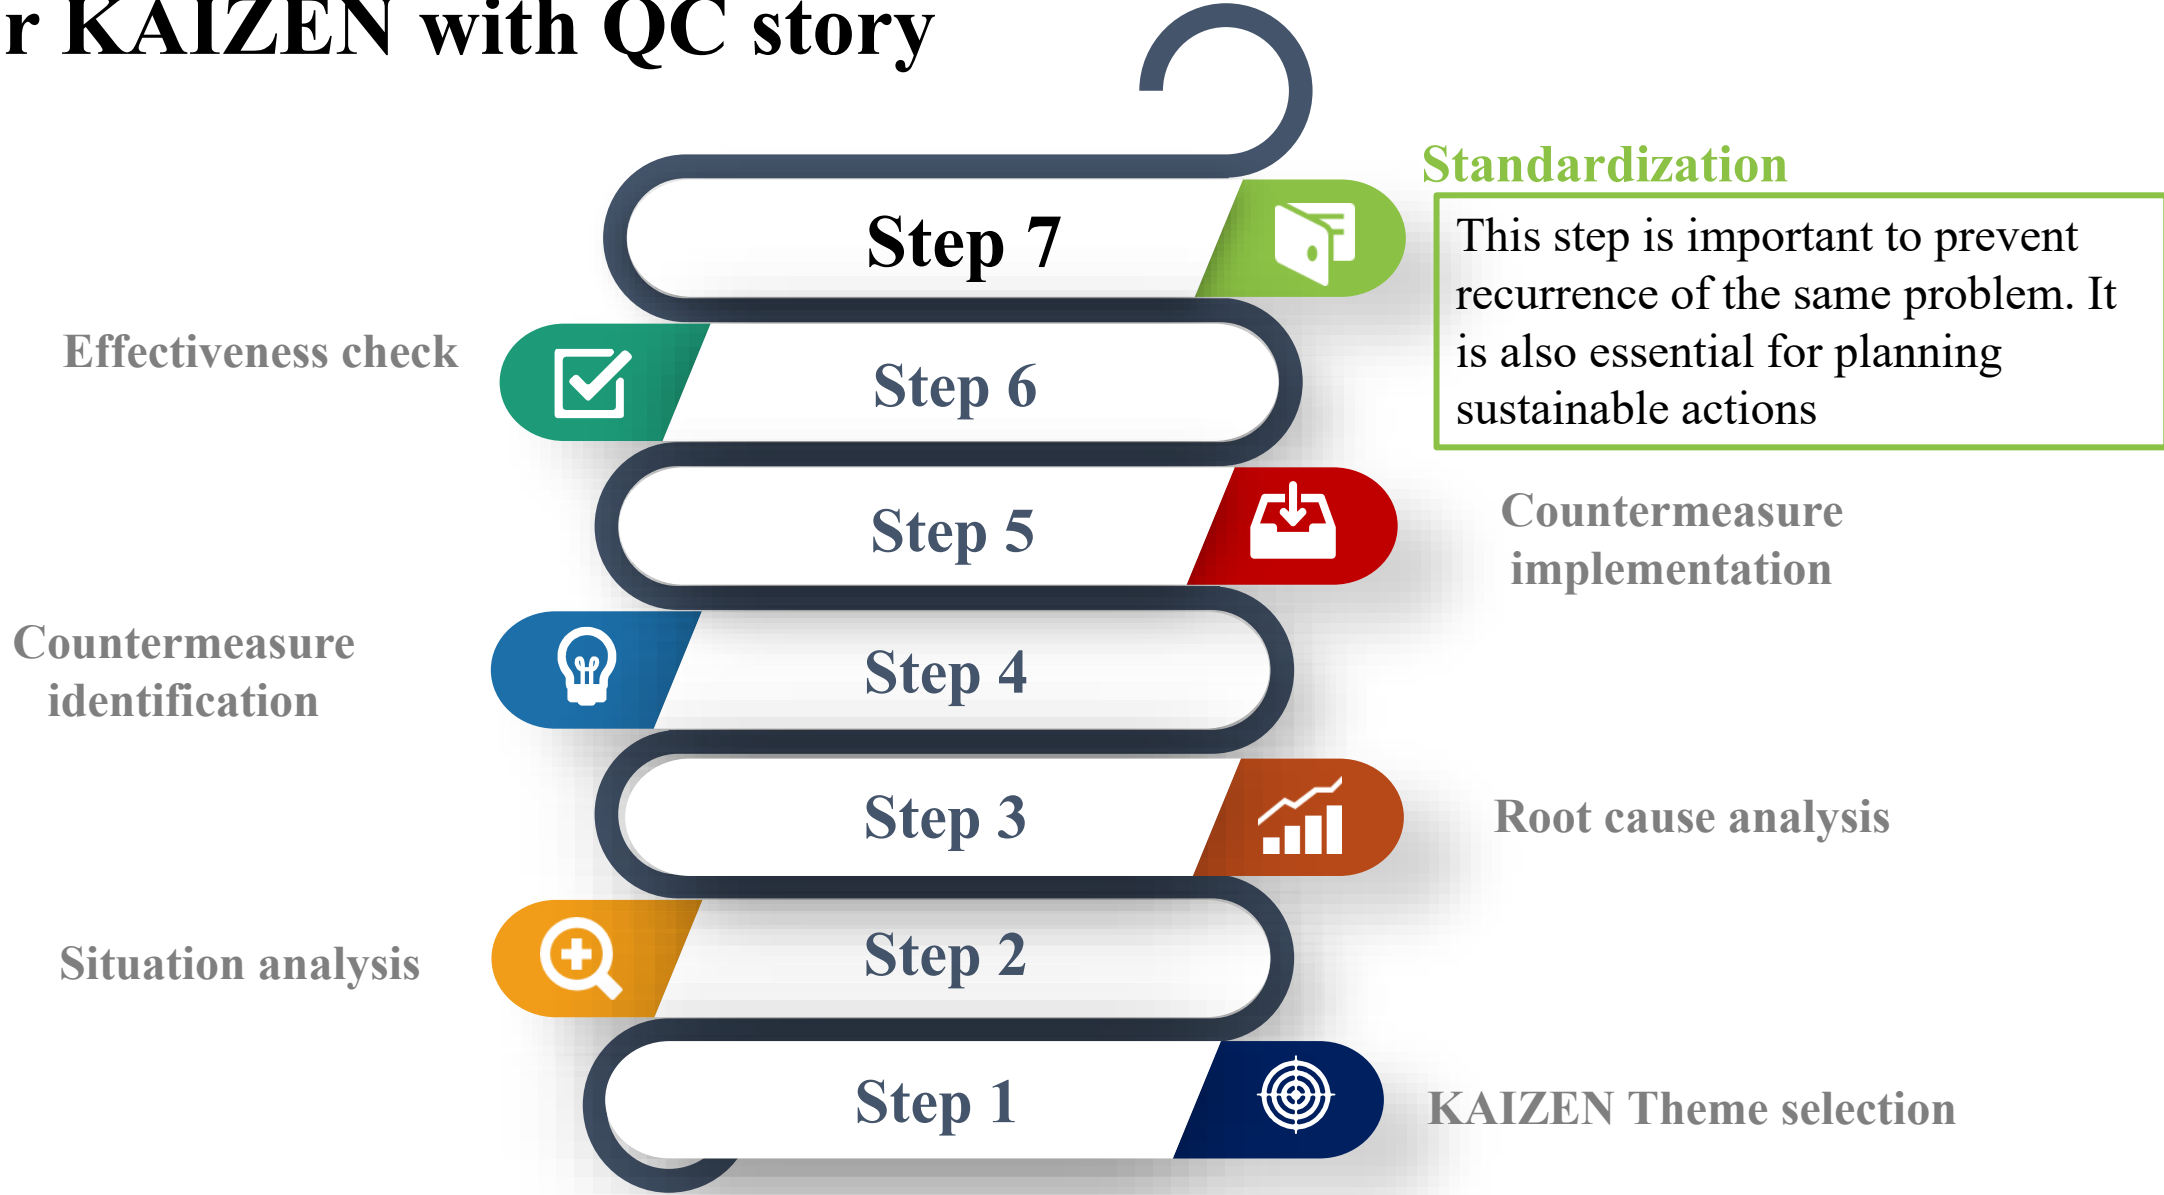 r KAIZEN with QC story
Standardization
Step 7
This step is important to prevent
recurrence of the same problem. It
is also essential for planning
sustainable actions
Effectiveness check
Step 6
Step 5
Countermeasure
implementation
Countermeasure
identification
Step 4
Step 3
Root cause analysis
Situation analysis
Step 2
Step 1
KAIZEN Theme selection